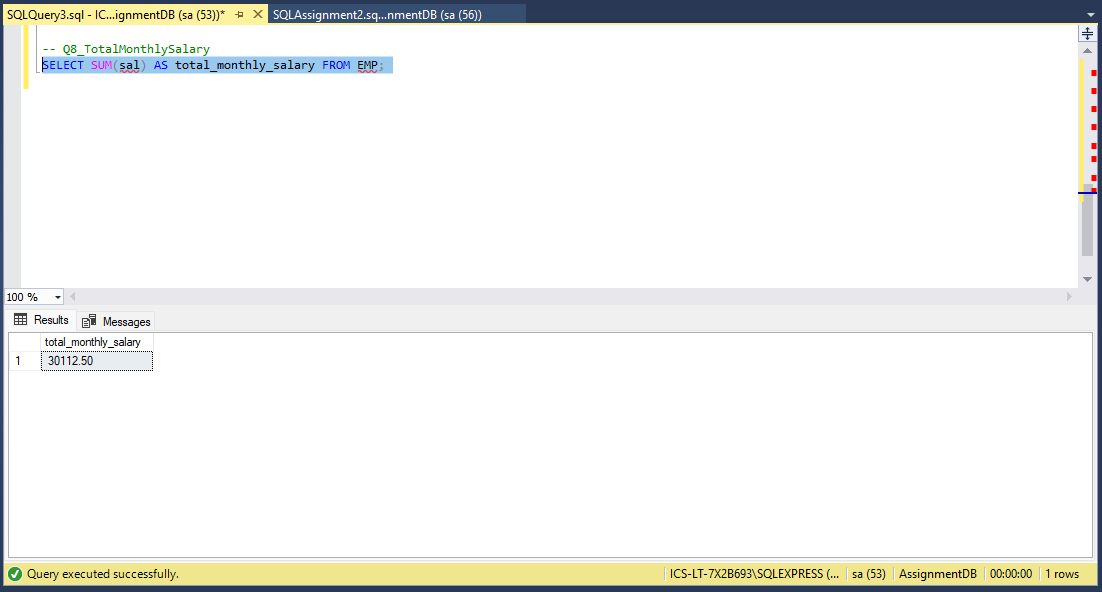 SQLQuery3.sql - IC...ignmentDB (sa (53))* SQLAssignment2.sq...nmentDB (sa (56))
-- Q8_TotalMonthlySalary
SELECT SUM(sal) AS total_monthly_salary FROM EMP;
100 %
Results Messages
total_monthly_salary
1 30112.50
Query executed successfully. ICS-LT-7X2B693\SQLEXPRESS (... sa (53) AssignmentDB 00:00:00 1 rows